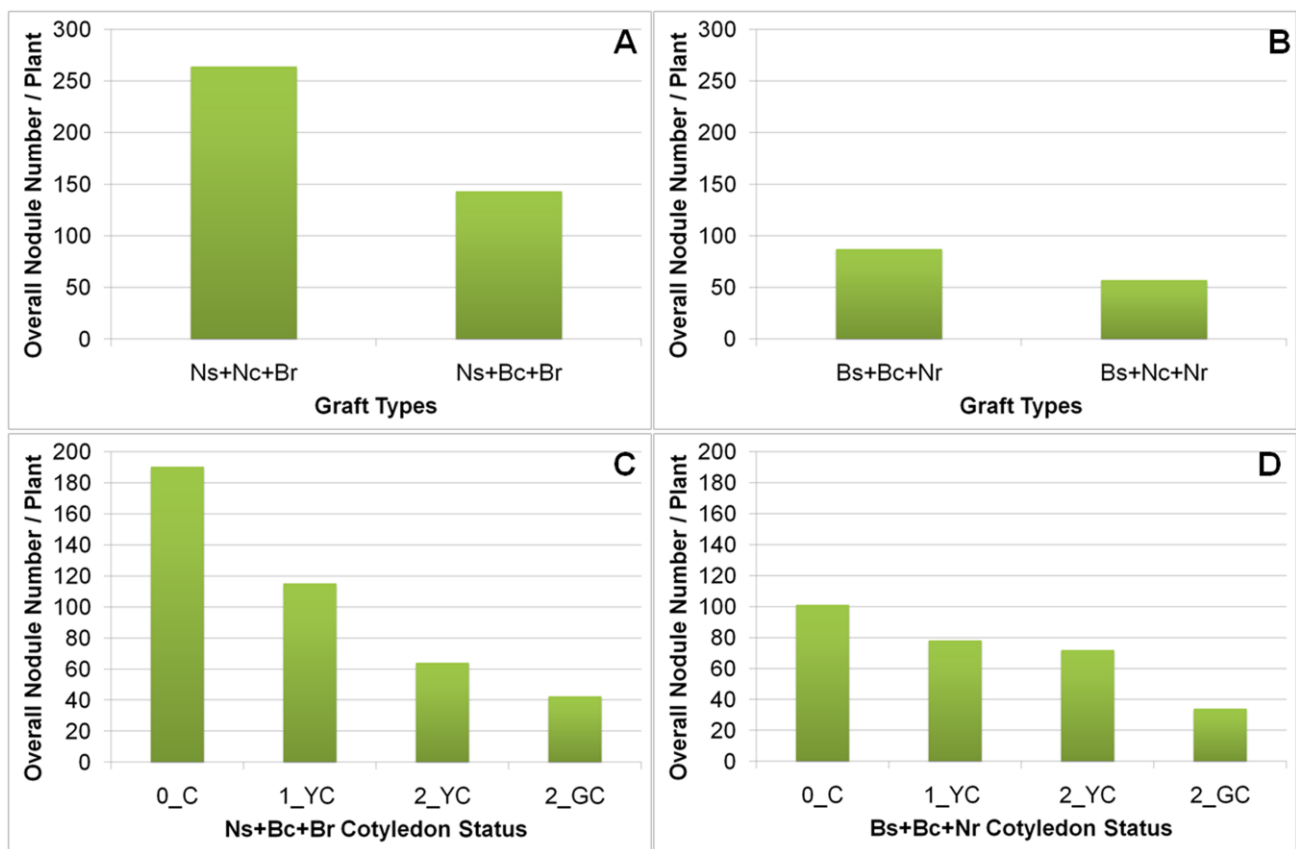 A
Overall Nodule Number / Plant
300
250
200
150
100
50
0
Ns+Nc+Br
Ns+Bc+Br
Graft Types
B
Overall Nodule Number / Plant
300
250
200
150
100
50
0
Bs+Bc+Nr
Bs+Nc+Nr
Graft Types
C
Overall Nodule Number / Plant
200
180
160
140
120
100
80
60
40
20
0
0_C
1_YC
2_YC
2_GC
Ns+Bc+Br Cotyledon Status
D
Overall Nodule Number / Plant
200
180
160
140
120
100
80
60
40
20
0
0_C
1_YC
2_YC
2_GC
Bs+Bc+Nr Cotyledon Status